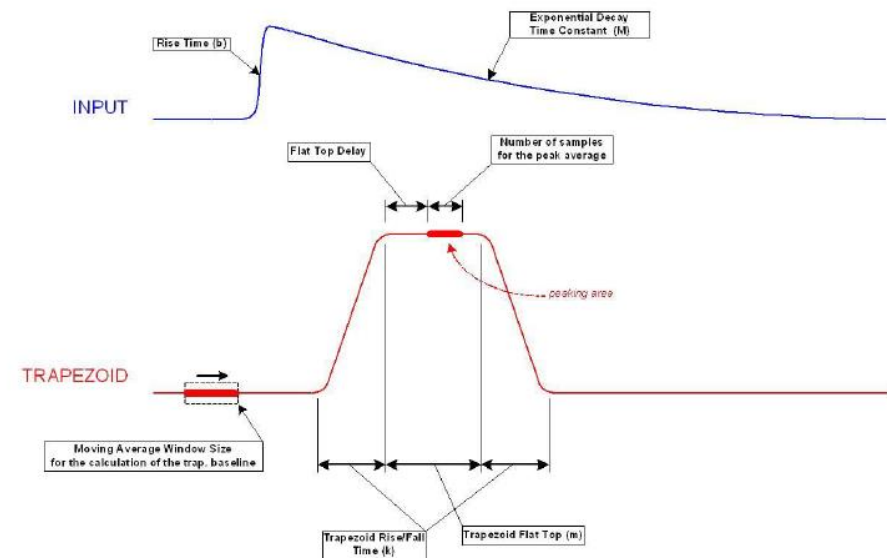 Exponential Decay
Time Constant (M)
Rise Time (b)
INPUT
Flat Top Delay
Number of samples
for the peak average
peaking area
TRAPEZOID
Moving Average Window Size
for the calculation of the trap. baseline
Trapezoid Rise/Fall
Time (k)
Trapezoid Flat Top (m)